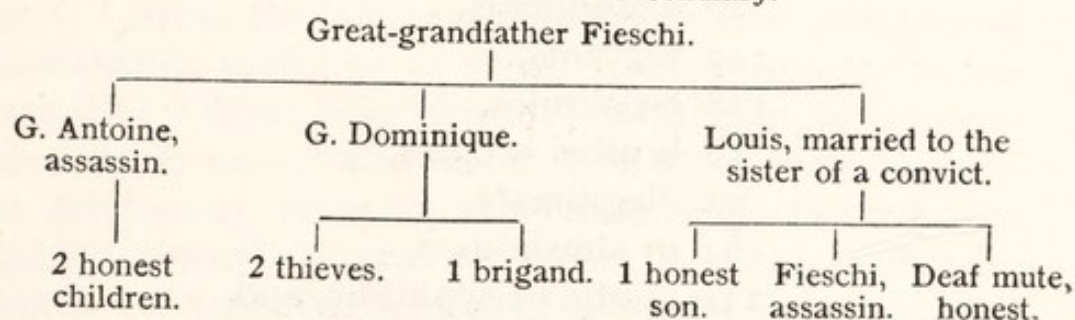 Great-grandfather Fieschi.
G. Antoine,
assassin.
G. Dominique.
Louis, married to the
sister of a convict.
2 honest
children.
2 thieves.
1 brigand.
1 honest
son.
Fieschi,
assassin.
Deaf mute,
honest.